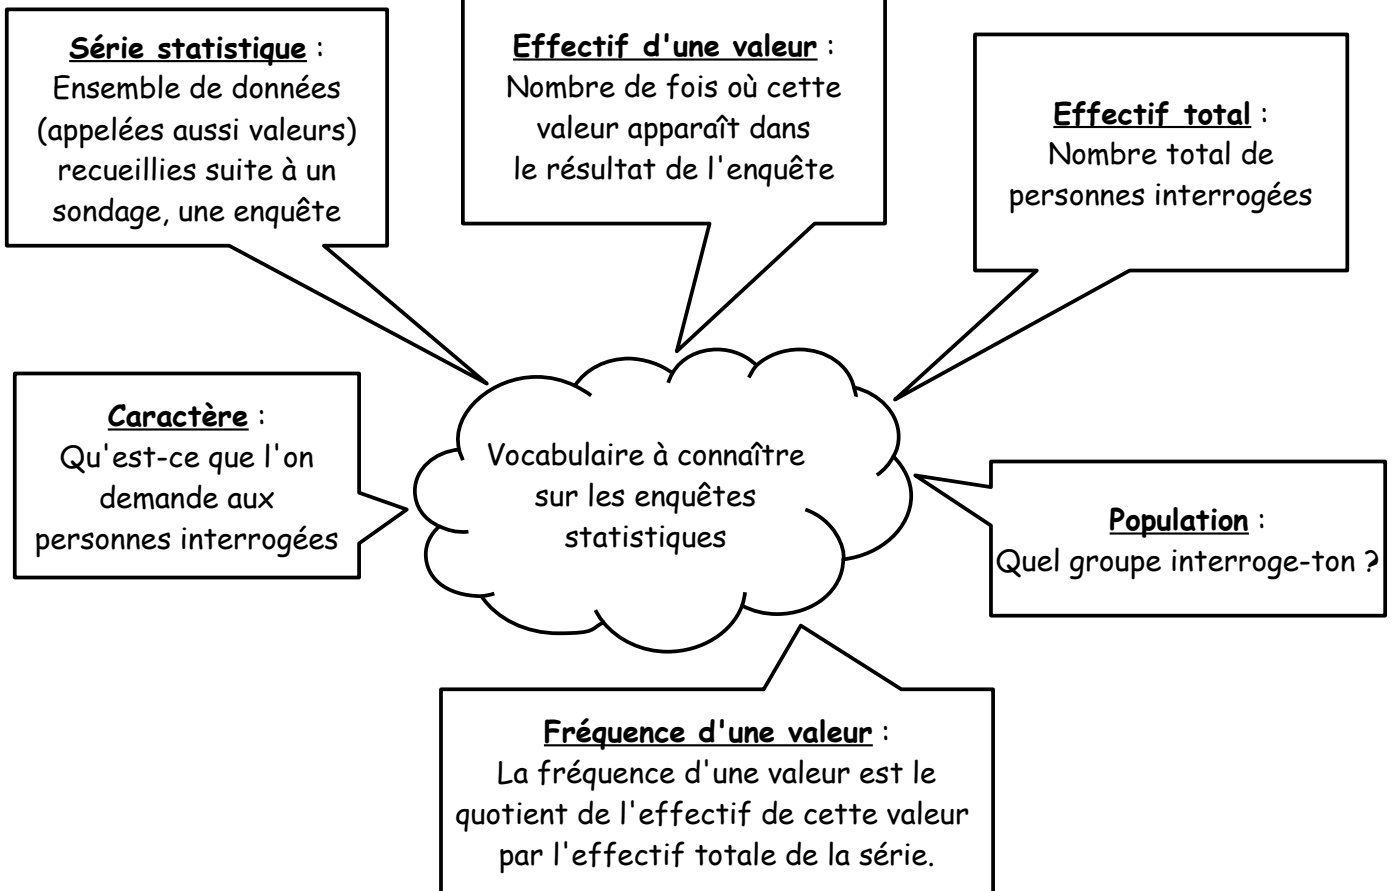 Série statistique :
Ensemble de données
(appelées aussi valeurs)
recueillies suite à un
sondage, une enquête
Effectif d'une valeur :
Nombre de fois où cette
valeur apparaît dans
le résultat de l'enquête
Effectif total :
Nombre total de
personnes interrogées
Caractère :
Qu'est-ce que l'on
demande aux
personnes interrogées
Vocabulaire à connaître
sur les enquêtes
statistiques
Population :
Quel groupe interroge-ton ?
Fréquence d'une valeur :
La fréquence d'une valeur est le
quotient de l'effectif de cette valeur
par l'effectif totale de la série.